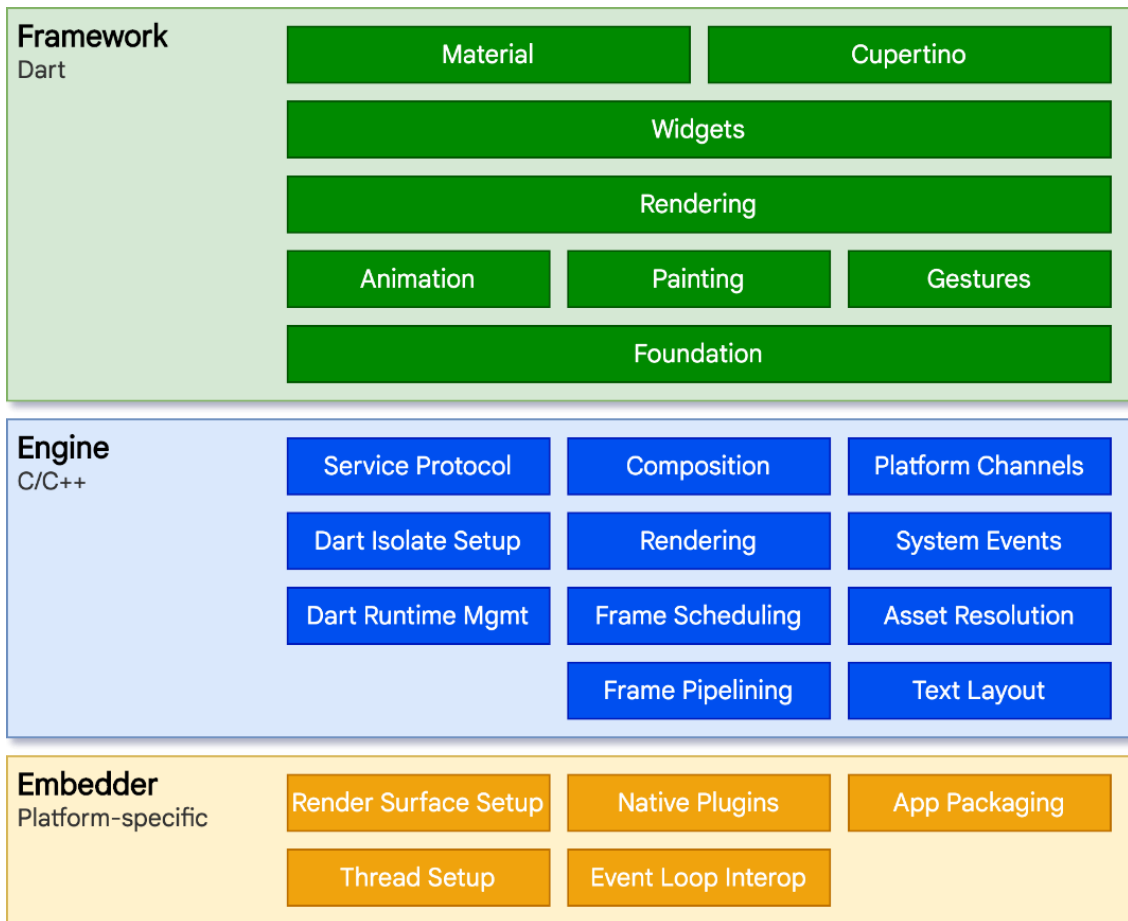 Framework
Dart
Material
Cupertino
Widgets
Rendering
Animation
Painting
Gestures
Foundation
Engine
C/C++
Service Protocol
Composition
Platform Channels
Dart Isolate Setup
Rendering
System Events
Dart Runtime Mgmt
Frame Scheduling
Asset Resolution
Frame Pipelining
Text Layout
Embedder
Platform-specific
Render Surface Setup
Native Plugins
App Packaging
Thread Setup
Event Loop Interop